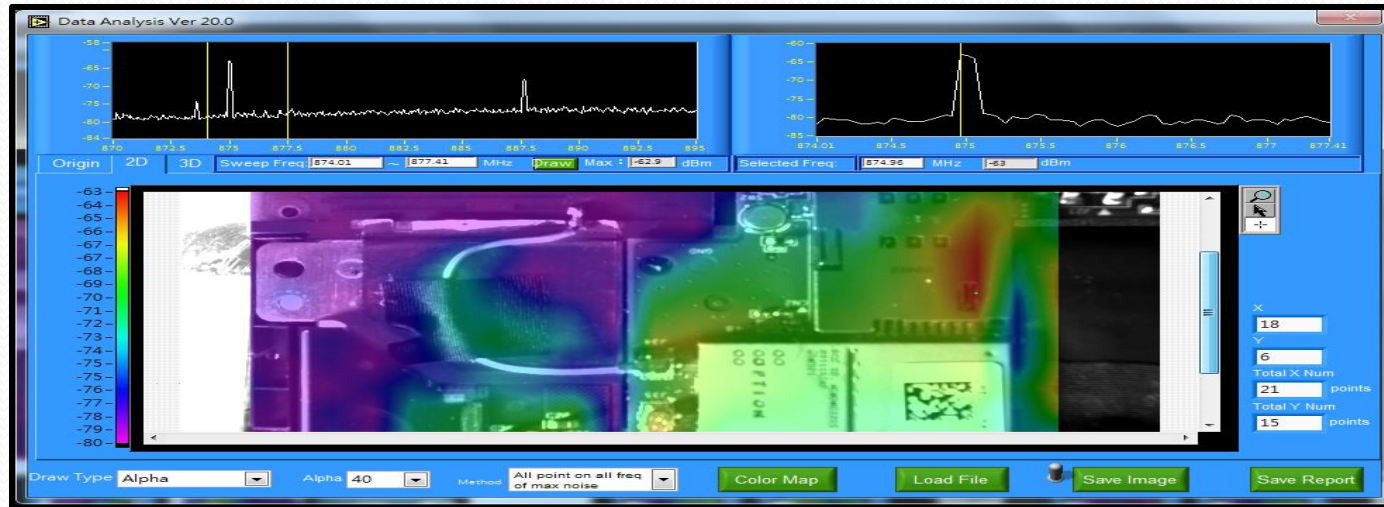 Data Analysis Ver 20.0
-58
-65
-70
-75
-80
-84
870 872.5 875 877.5 880 882.5 885 887.5 890 892.5 895
-60
-65
-70
-75
-80
-85
874.01 874.5 875 875.5 876 876.5 877 877.41
Origin 2D 3D Sweep Freq: 874.01 ~ 877.41 MHz Draw Max : -62.9 dBm Selected Freq: 874.96 MHz -63 dBm
-63
-64
-65
-66
-67
-68
-69
-70
-71
-72
-73
-74
-75
-76
-77
-78
-79
-80
GND
OPTION
X
18
Y
6
Total X Num
21 points
Total Y Num
15 points
Draw Type Alpha Alpha 40 Method All point on all freq
of max noise Color Map Load File Save Image Save Report